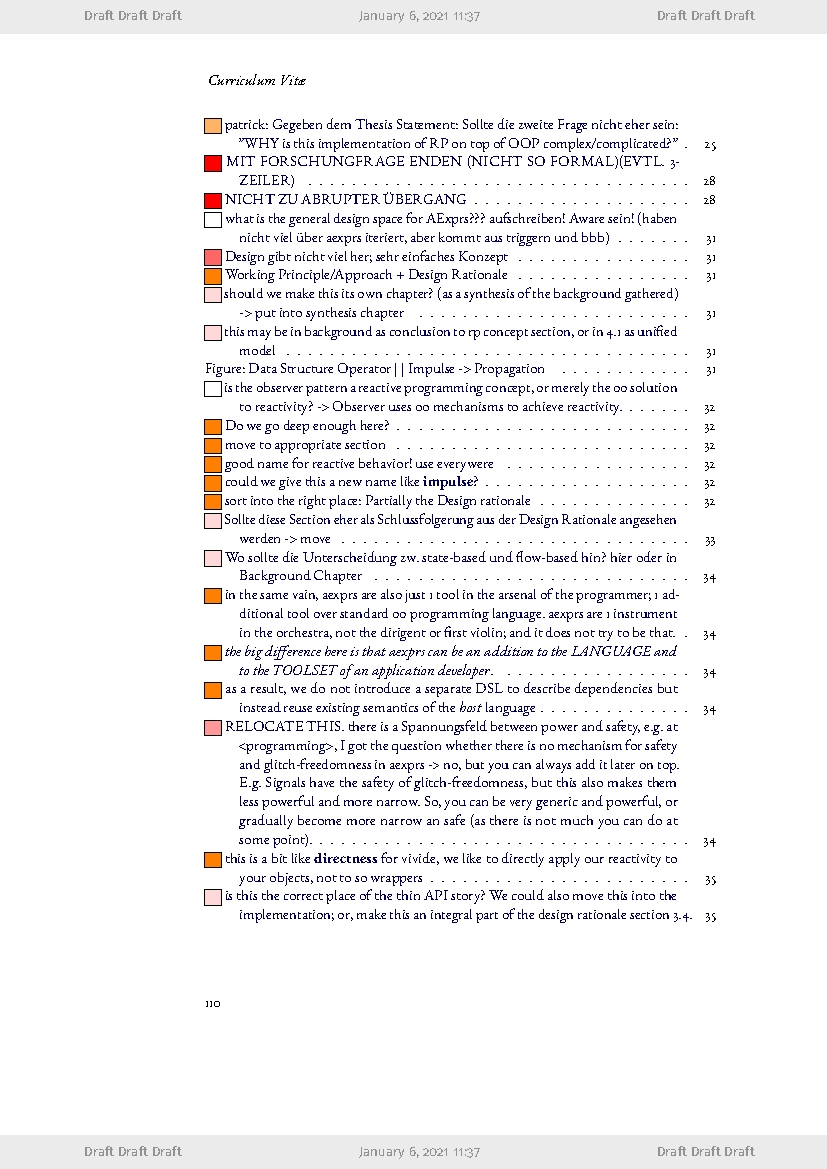 Draft Draft Draft January 6, 2021 11:37 Draft Draft Draft
Curriculum Vitæ
patrick: Gegeben dem Thesis Statement: Sollte die zweite Frage nicht eher sein:
"WHY is this implementation of RP on top of OOP complex/complicated?" . 25
MIT FORSCHUNGFRAGE ENDEN (NICHT SO FORMAL)(EVTL. 3-
ZEILER) . . . . . . . . . . . . . . . . . . . . . . . . . . . . . . . . . . . 28
NICHT ZU ABRUPTER ÜBERGANG . . . . . . . . . . . . . . . . . . . . 28
what is the general design space for AExprs??? aufschreiben! Aware sein! (haben
nicht viel über aexprs iteriert, aber kommt aus triggern und bbb) . . . . . . . 31
Design gibt nicht viel her; sehr einfaches Konzept . . . . . . . . . . . . . . . . 31
Working Principle/Approach + Design Rationale . . . . . . . . . . . . . . . . 31
should we make this its own chapter? (as a synthesis of the background gathered)
-> put into synthesis chapter . . . . . . . . . . . . . . . . . . . . . . . . . 31
this may be in background as conclusion to rp concept section, or in 4.1 as unified
model . . . . . . . . . . . . . . . . . . . . . . . . . . . . . . . . . . . . . 31
Figure: Data Structure Operator || Impulse -> Propagation . . . . . . . . . . . . 31
is the observer pattern a reactive programming concept, or merely the oo solution
to reactivity? -> Observer uses oo mechanisms to achieve reactivity. . . . . . . 32
Do we go deep enough here? . . . . . . . . . . . . . . . . . . . . . . . . . . . 32
move to appropriate section . . . . . . . . . . . . . . . . . . . . . . . . . . . 32
good name for reactive behavior! use everywere . . . . . . . . . . . . . . . . . 32
could we give this a new name like impulse? . . . . . . . . . . . . . . . . . . . 32
sort into the right place: Partially the Design rationale . . . . . . . . . . . . . . 32
Sollte diese Section eher als Schlussfolgerung aus der Design Rationale angesehen
werden -> move . . . . . . . . . . . . . . . . . . . . . . . . . . . . . . . . 33
Wo sollte die Unterscheidung zw. state-based und flow-based hin? hier oder in
Background Chapter . . . . . . . . . . . . . . . . . . . . . . . . . . . . . 34
in the same vain, aexprs are also just 1 tool in the arsenal of the programmer; 1 ad-
ditional tool over standard oo programming language. aexprs are 1 instrument
in the orchestra, not the dirigent or first violin; and it does not try to be that. . 34
the big difference here is that aexprs can be an addition to the LANGUAGE and
to the TOOLSET of an application developer. . . . . . . . . . . . . . . . . . 34
as a result, we do not introduce a separate DSL to describe dependencies but
instead reuse existing semantics of the host language . . . . . . . . . . . . . . 34
RELOCATE THIS. there is a Spannungsfeld between power and safety, e.g. at
<programming>, I got the question whether there is no mechanism for safety
and glitch-freedomness in aexprs -> no, but you can always add it later on top.
E.g. Signals have the safety of glitch-freedomness, but this also makes them
less powerful and more narrow. So, you can be very generic and powerful, or
gradually become more narrow an safe (as there is not much you can do at
some point). . . . . . . . . . . . . . . . . . . . . . . . . . . . . . . . . . . 34
this is a bit like directness for vivide, we like to directly apply our reactivity to
your objects, not to so wrappers . . . . . . . . . . . . . . . . . . . . . . . . 35
is this the correct place of the thin API story? We could also move this into the
implementation; or, make this an integral part of the design rationale section 3.4. 35
110
Draft Draft Draft January 6, 2021 11:37 Draft Draft Draft